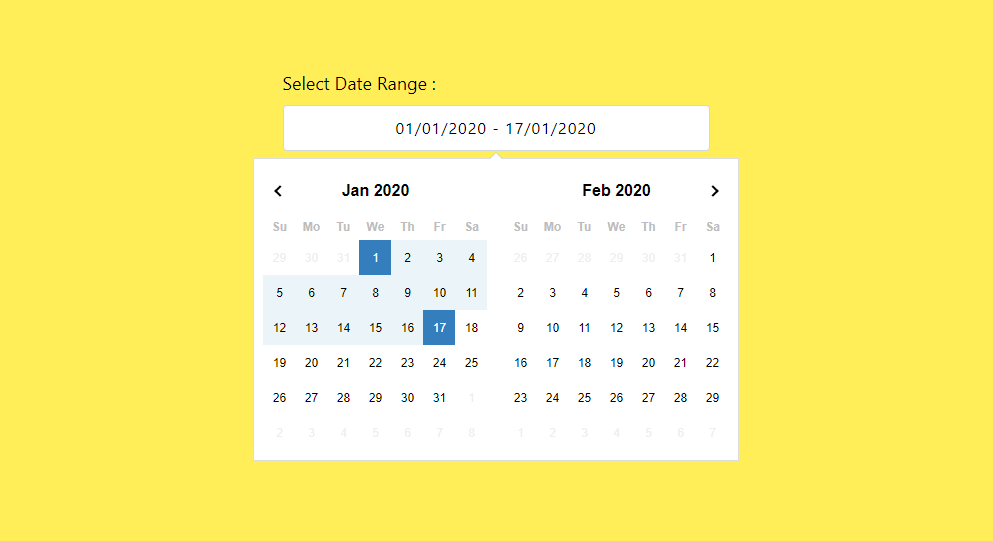 Select Date Range :
01/01/2020 - 17/01/2020
Jan 2020
Su Mo Tu We Th Fr Sa
29 30 31 1 2 3 4
5 6 7 8 9 10 11
12 13 14 15 16 17 18
19 20 21 22 23 24 25
26 27 28 29 30 31 1
2 3 4 5 6 7 8
Feb 2020
Su Mo Tu We Th Fr Sa
26 27 28 29 30 31 1
2 3 4 5 6 7 8
9 10 11 12 13 14 15
16 17 18 19 20 21 22
23 24 25 26 27 28 29
1 2 3 4 5 6 7